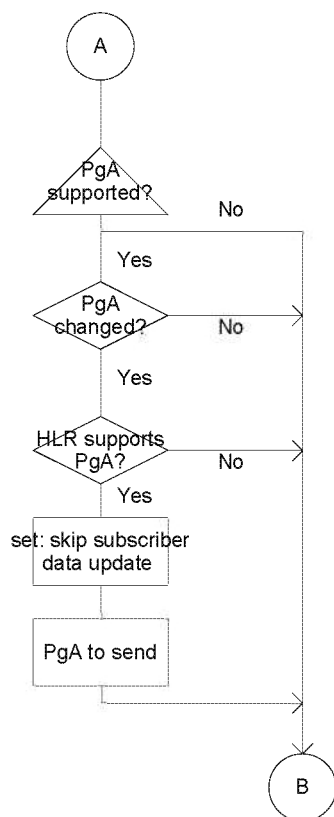 A
PgA
supported?
No
Yes
PgA
changed?
No
Yes
HLR supports
PgA?
No
Yes
set: skip subscriber
data update
PgA to send
B